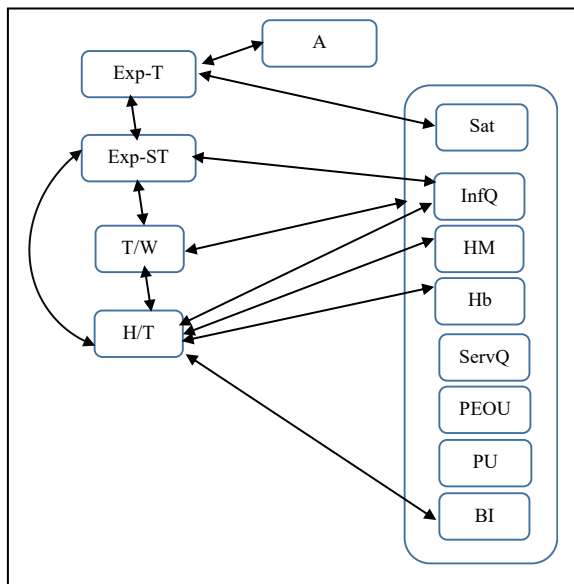 A
Exp-T
Sat
Exp-ST
InfQ
T/W
HM
Hb
H/T
ServQ
PEOU
PU
BI